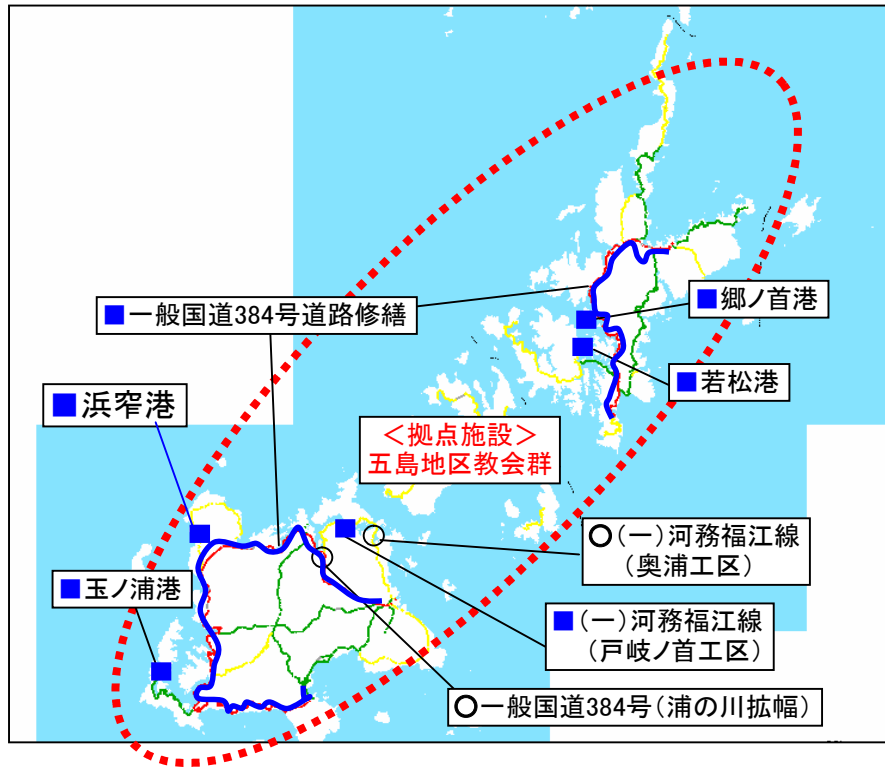 ■一般国道384号道路修繕
■郷ノ首港
■若松港
■浜窄港
＜拠点施設＞
五島地区教会群
○(一)河務福江線
(奥浦工区)
■玉ノ浦港
■(一)河務福江線
(戸岐ノ首工区)
○一般国道384号(浦の川拡幅)